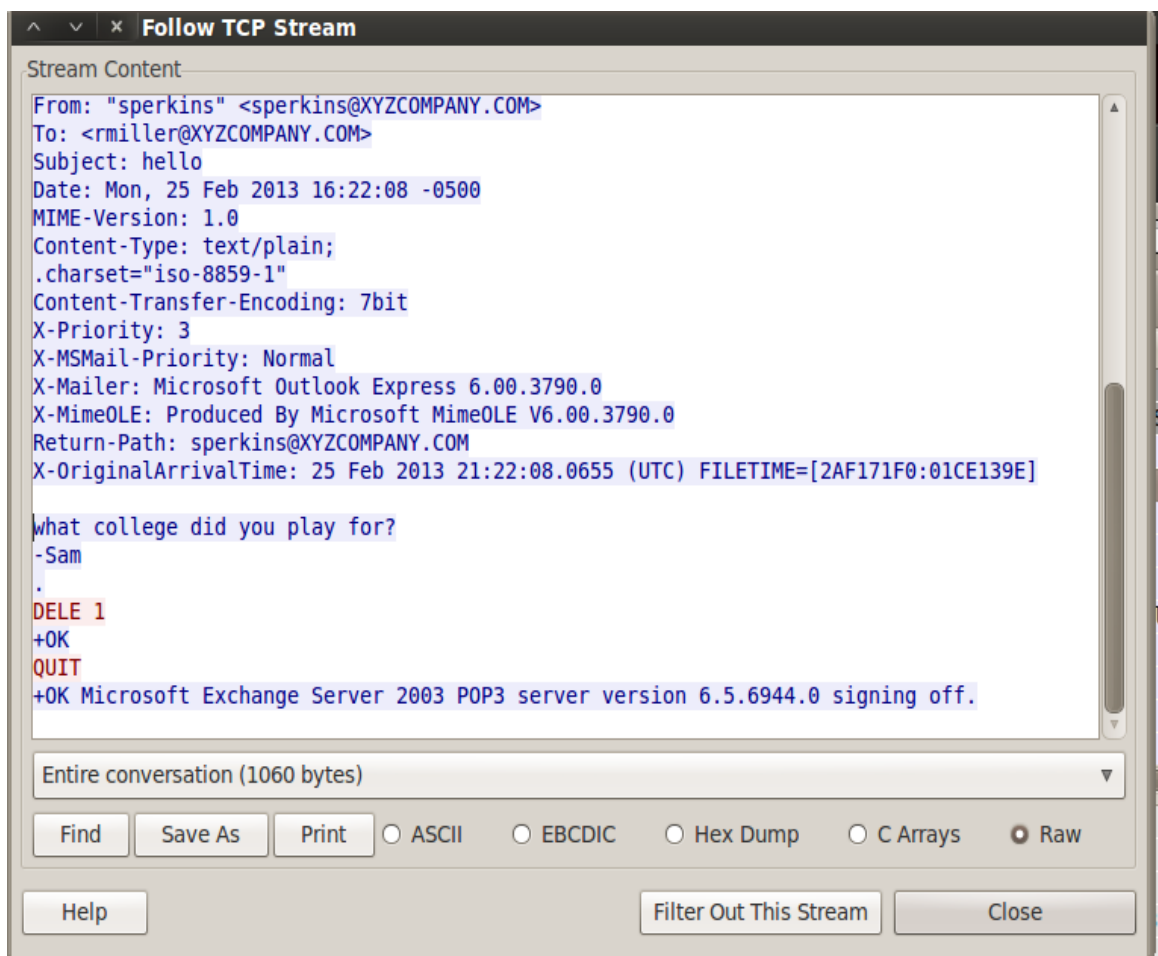 Follow TCP Stream
Stream Content
From: "sperkins" <sperkins@XYZCOMPANY.COM>
To: <rmiller@XYZCOMPANY.COM>
Subject: hello
Date: Mon, 25 Feb 2013 16:22:08 -0500
MIME-Version: 1.0
Content-Type: text/plain;
.charset="iso-8859-1"
Content-Transfer-Encoding: 7bit
X-Priority: 3
X-MSMail-Priority: Normal
X-Mailer: Microsoft Outlook Express 6.00.3790.0
X-MimeOLE: Produced By Microsoft MimeOLE V6.00.3790.0
Return-Path: sperkins@XYZCOMPANY.COM
X-OriginalArrivalTime: 25 Feb 2013 21:22:08.0655 (UTC) FILETIME=[2AF171F0:01CE139E]
what college did you play for?
-Sam
.
DELE 1
+OK
QUIT
+OK Microsoft Exchange Server 2003 POP3 server version 6.5.6944.0 signing off.
Entire conversation (1060 bytes)
Find Save As Print ASCII EBCDIC Hex Dump C Arrays Raw
Help Filter Out This Stream Close